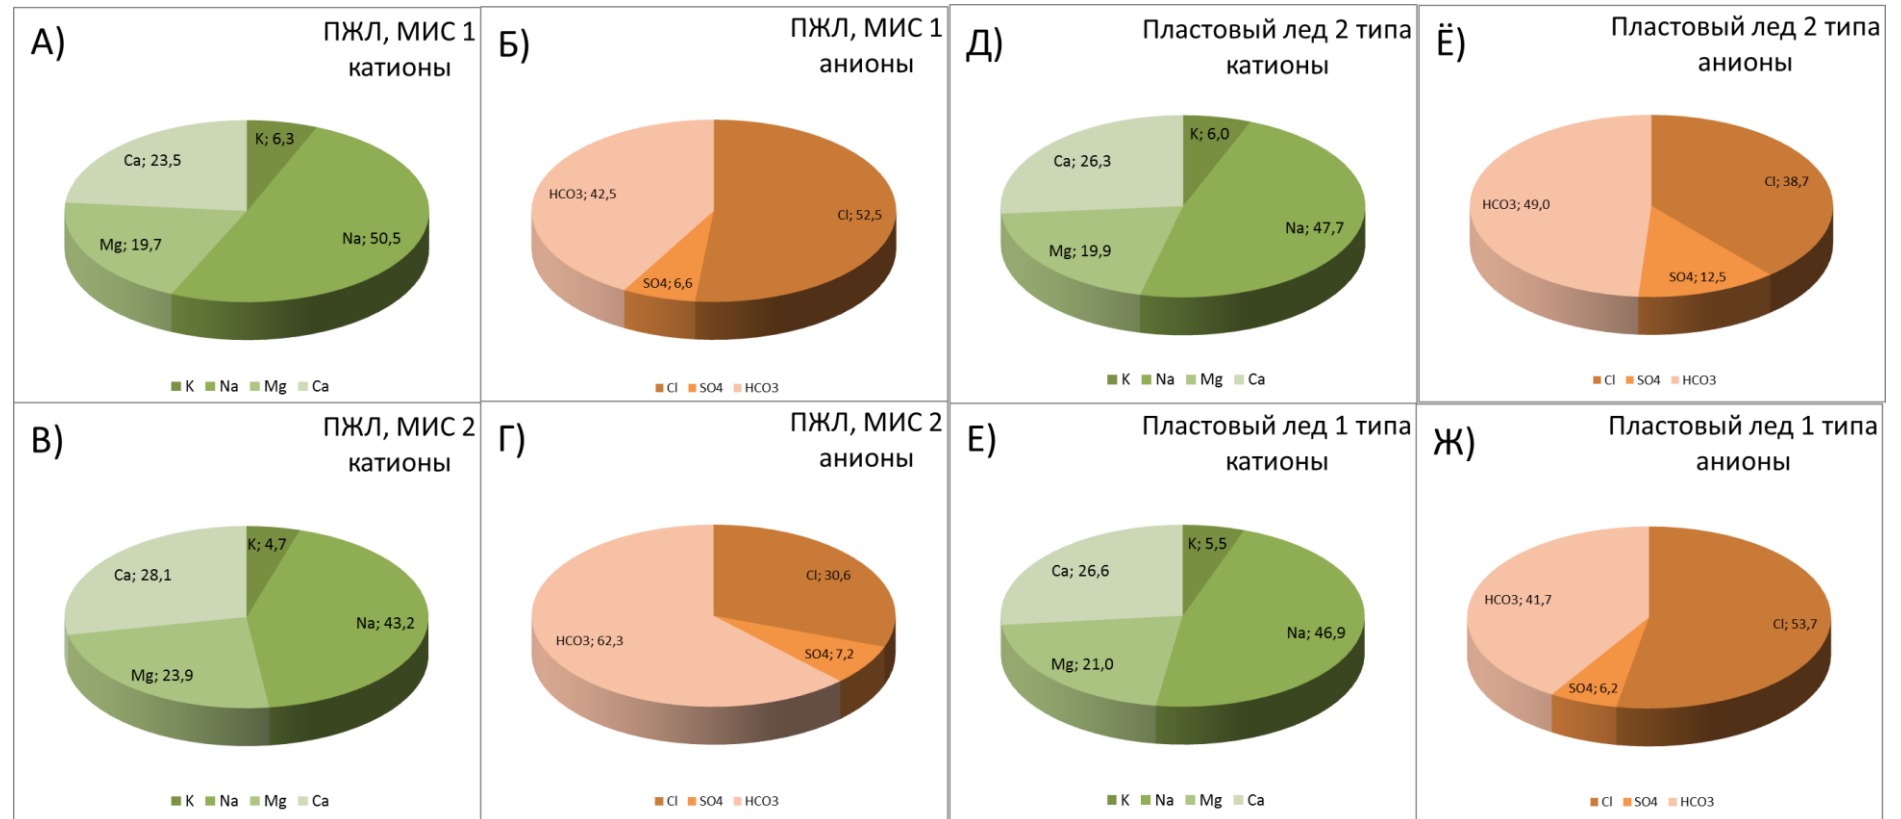 А)
ПЖЛ, МИС 1
катионы
K; 6,3
Ca; 23,5
Na; 50,5
Mg; 19,7
K Na Mg Ca
Б)
ПЖЛ, МИС 1
анионы
HCO3; 42,5
Cl; 52,5
SO4; 6,6
Cl SO4 HCO3
Д)
Пластовый лед 2 типа
катионы
K; 6,0
Ca; 26,3
Na; 47,7
Mg; 19,9
K Na Mg Ca
Ё)
Пластовый лед 2 типа
анионы
Cl; 38,7
HCO3; 49,0
SO4; 12,5
Cl SO4 HCO3
В)
ПЖЛ, МИС 2
катионы
K; 4,7
Ca; 28,1
Na; 43,2
Mg; 23,9
K Na Mg Ca
Г)
ПЖЛ, МИС 2
анионы
Cl; 30,6
HCO3; 62,3
SO4; 7,2
Cl SO4 HCO3
Е)
Пластовый лед 1 типа
катионы
K; 5,5
Ca; 26,6
Na; 46,9
Mg; 21,0
K Na Mg Ca
Ж)
Пластовый лед 1 типа
анионы
HCO3; 41,7
Cl; 53,7
SO4; 6,2
Cl SO4 HCO3